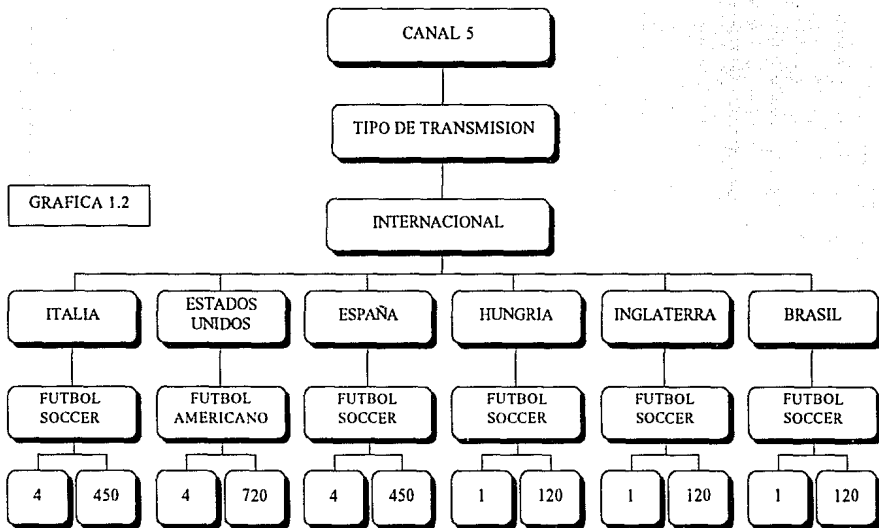 CANAL 5
TIPO DE TRANSMISION
GRAFICA 1.2
INTERNACIONAL
ITALIA
ESTADOS
UNIDOS
ESPAÑA
HUNGRIA
INGLATERRA
BRASIL
FUTBOL
SOCCER
FUTBOL
AMERICANO
FUTBOL
SOCCER
FUTBOL
SOCCER
FUTBOL
SOCCER
FUTBOL
SOCCER
4
450
4
720
4
450
1
120
1
120
1
120